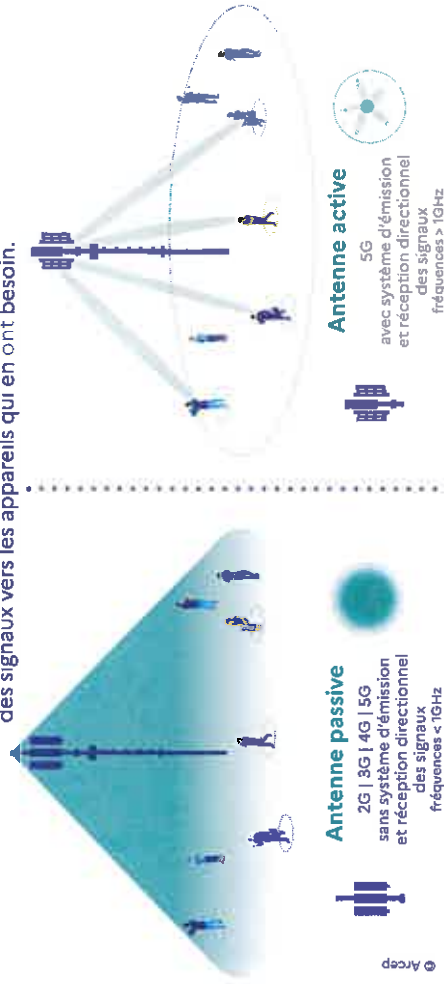 des signaux vers les appareils qui en ont besoin.
Antenne passive
2G | 3G | 4G | 5G
sans système d'émission
et réception directionnel
des signaux
fréquences < 1GHz
Antenne active
5G
avec système d'émission
et réception directionnel
des signaux
fréquences > 1GHz
© Arcep